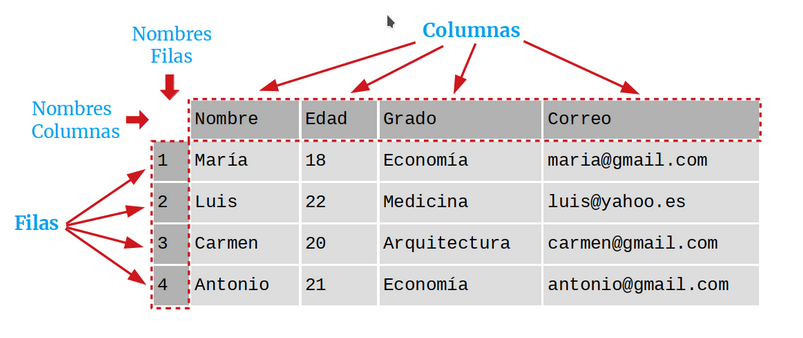 Nombres
Filas
Columnas
Nombres
Columnas
Nombre Edad Grado Correo
1 María 18 Economía maria@gmail.com
2 Luis 22 Medicina luis@yahoo.es
Filas
3 Carmen 20 Arquitectura carmen@gmail.com
4 Antonio 21 Economía antonio@gmail.com